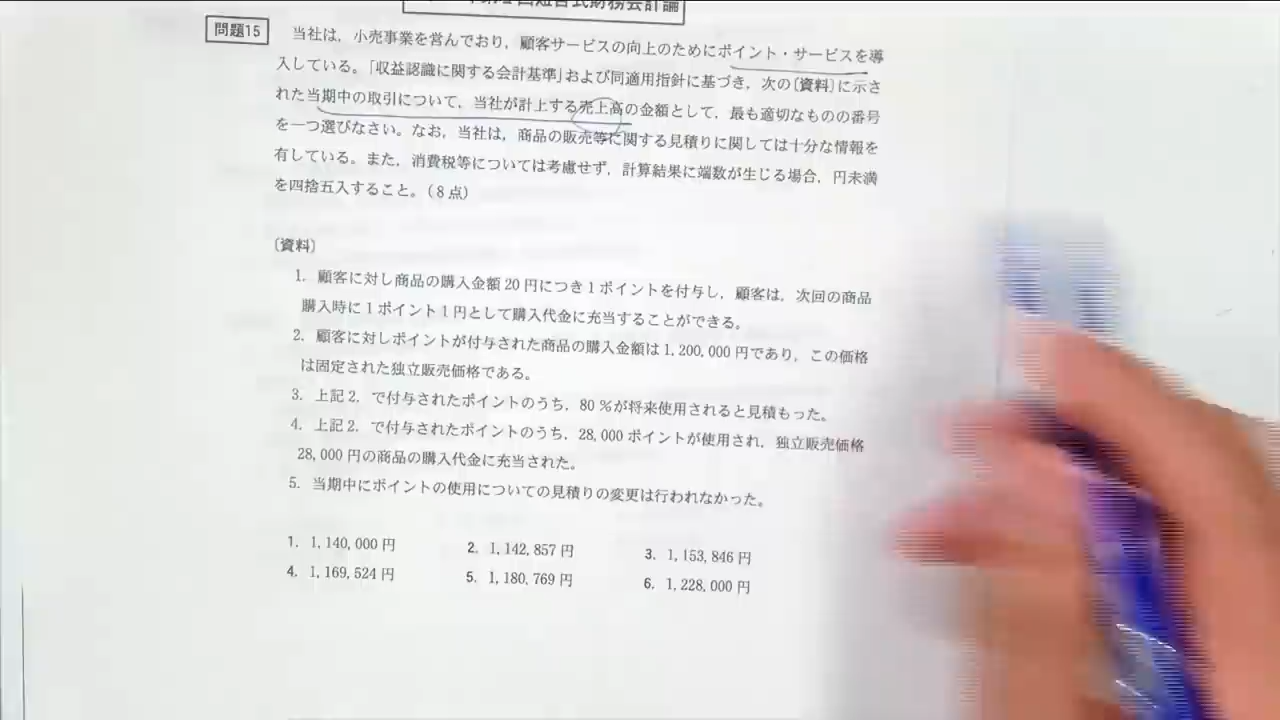 短答式財務会計論
問題15 当社は，小売事業を営んでおり，顧客サービスの向上のためにポイント・サービスを導
入している。「収益認識に関する会計基準」および同適用指針に基づき，次の〔資料〕に示さ
れた当期中の取引について，当社が計上する売上高の金額として，最も適切なものの番号
を一つ選びなさい。なお，当社は，商品の販売等に関する見積りに関しては十分な情報を
有している。また，消費税等については考慮せず，計算結果に端数が生じる場合，円未満
を四捨五入すること。（8点）
〔資料〕
1. 顧客に対し商品の購入金額20円につき1ポイントを付与し，顧客は，次回の商品
購入時に1ポイント1円として購入代金に充当することができる。
2. 顧客に対しポイントが付与された商品の購入金額は1,200,000円であり，この価格
は固定された独立販売価格である。
3. 上記2．で付与されたポイントのうち，80％が将来使用されると見積もった。
4. 上記2．で付与されたポイントのうち，28,000ポイントが使用され，独立販売価格
28,000円の商品の購入代金に充当された。
5. 当期中にポイントの使用についての見積りの変更は行われなかった。
1. 1,140,000円 2. 1,142,857円 3. 1,153,846円
4. 1,169,524円 5. 1,180,769円 6. 1,228,000円